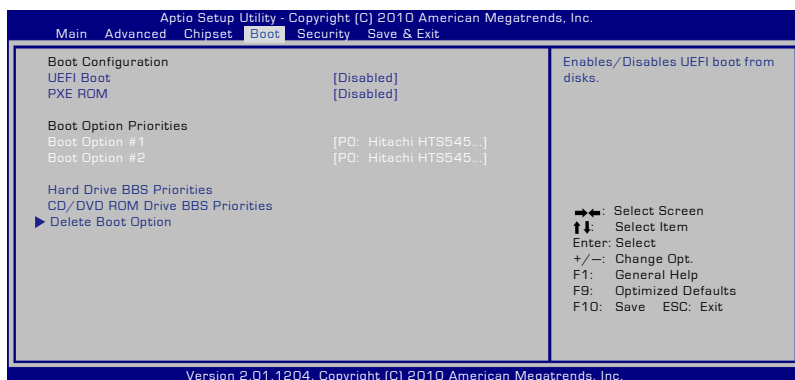 Aptio Setup Utility - Copyright (C) 2010 American Megatrends, Inc.
Main Advanced Chipset Boot Security Save & Exit
Boot Configuration
UEFI Boot [Disabled]
PXE ROM [Disabled]
Boot Option Priorities
Boot Option #1 [P0: Hitachi HTS545...]
Boot Option #2 [P0: Hitachi HTS545...]
Hard Drive BBS Priorities
CD/DVD ROM Drive BBS Priorities
▶ Delete Boot Option
Enables/Disables UEFI boot from
disks.
→←: Select Screen
↑↓: Select Item
Enter: Select
+/—: Change Opt.
F1: General Help
F9: Optimized Defaults
F10: Save ESC: Exit
Version 2.01.1204. Copyright (C) 2010 American Megatrends, Inc.